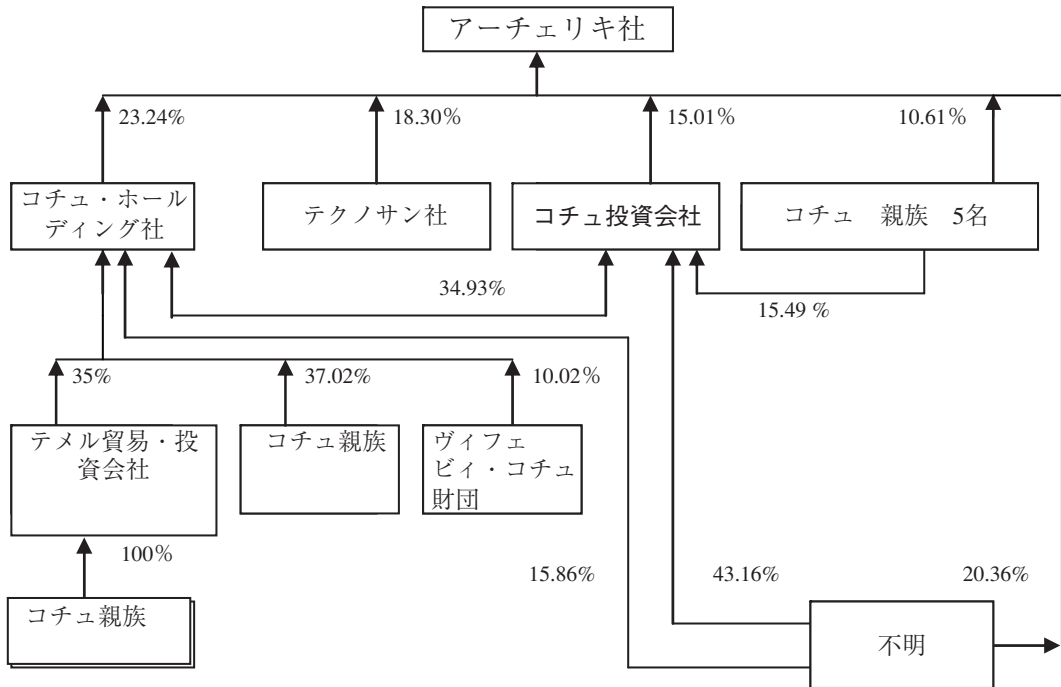 アーチェリキ社
23.24%
18.30%
15.01%
10.61%
コチュ・ホール
ディング社
テクノサン社
コチュ投資会社
コチュ　親族　5名
34.93%
15.49 %
35%
37.02%
10.02%
テメル貿易・投
資会社
コチュ親族
ヴィフェ
ビィ・コチュ
財団
100%
15.86%
43.16%
20.36%
コチュ親族
不明